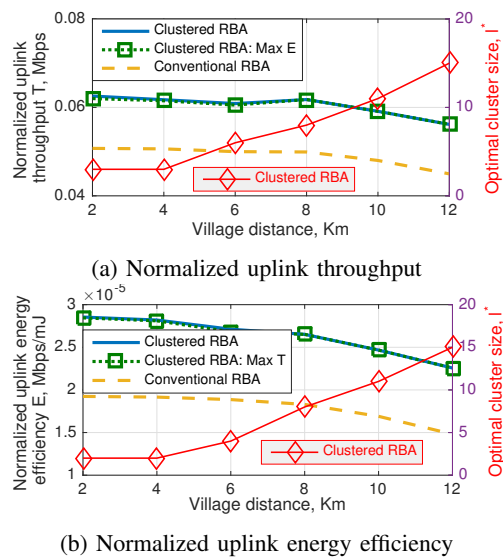 Normalized uplink
throughput T, Mbps
0.08
0.06
0.04
Clustered RBA
Clustered RBA: Max E
Conventional RBA
Clustered RBA
20
15
10
5
0
Optimal cluster size, I*
2 4 6 8 10 12
Village distance, Km
(a) Normalized uplink throughput
Normalized uplink energy
efficiency E, Mbps/mJ
×10^-5
3
2.5
2
1.5
1
Clustered RBA
Clustered RBA: Max T
Conventional RBA
Clustered RBA
20
15
10
5
0
Optimal cluster size, I*
2 4 6 8 10 12
Village distance, Km
(b) Normalized uplink energy efficiency